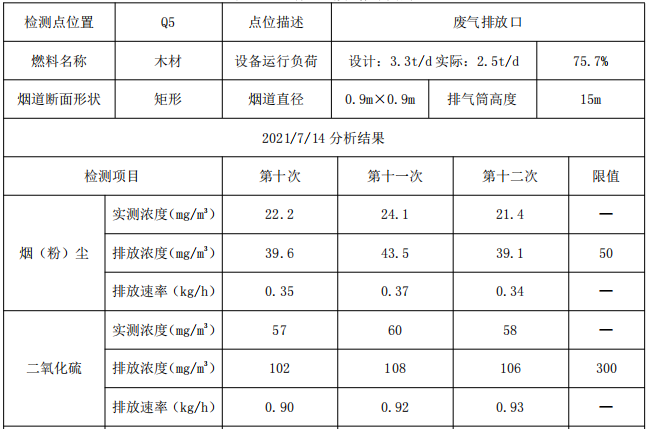 检测点位置 Q5 点位描述 废气排放口
燃料名称 木材 设备运行负荷 设计：3.3t/d 实际：2.5t/d 75.7%
烟道断面形状 矩形 烟道直径 0.9m×0.9m 排气筒高度 15m
2021/7/14 分析结果
检测项目 第十次 第十一次 第十二次 限值
烟（粉）尘 实测浓度(mg/m³) 22.2 24.1 21.4 —
排放浓度(mg/m³) 39.6 43.5 39.1 50
排放速率（kg/h） 0.35 0.37 0.34 —
二氧化硫 实测浓度(mg/m³) 57 60 58 —
排放浓度(mg/m³) 102 108 106 300
排放速率（kg/h） 0.90 0.92 0.93 —